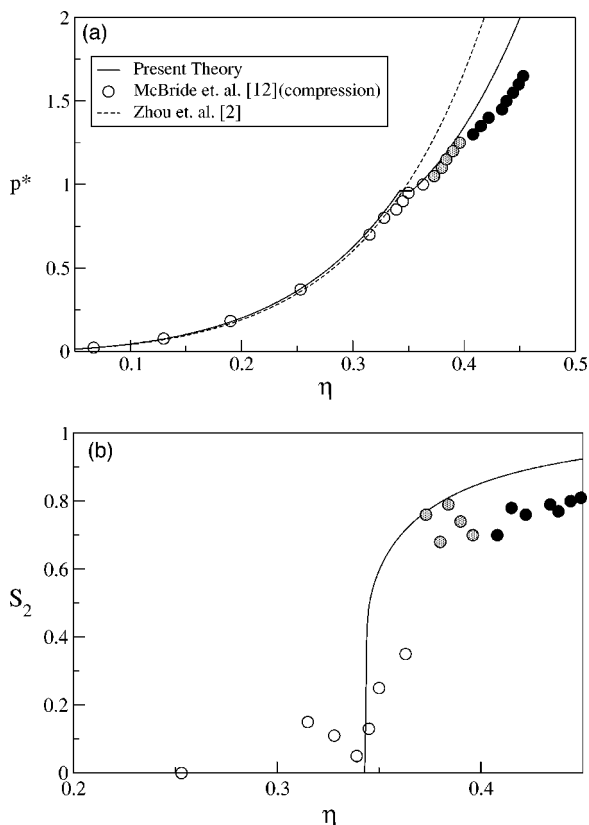 (a)
2
1.5
1
0.5
0
p*
Present Theory
McBride et. al. [12](compression)
Zhou et. al. [2]
0.1
0.2
0.3
0.4
0.5
η
(b)
1
0.8
0.6
0.4
0.2
0
S2
0.2
0.3
0.4
η